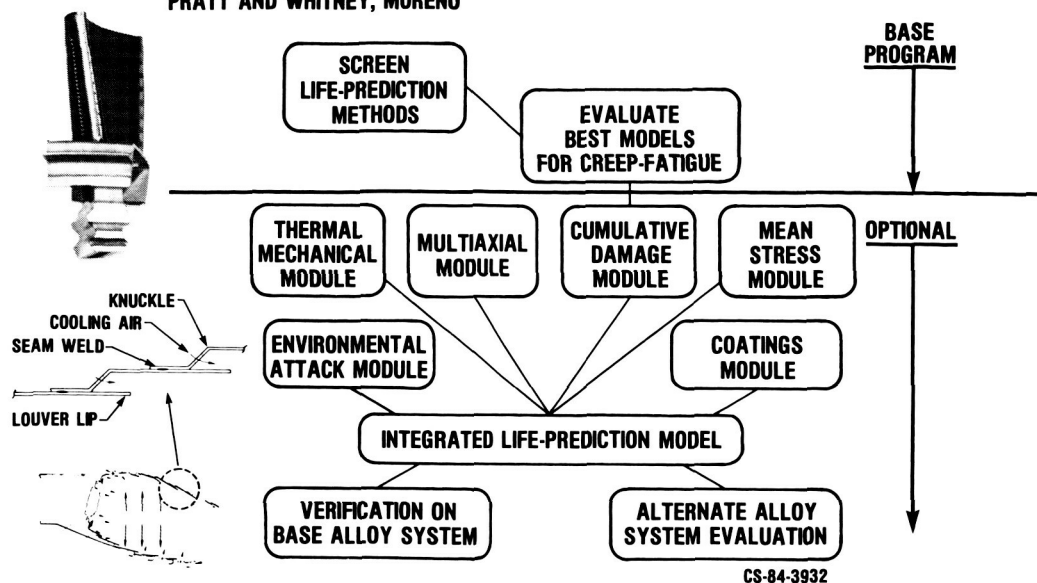 PRATT AND WHITNEY, MORENO
BASE
PROGRAM
SCREEN
LIFE-PREDICTION
METHODS
EVALUATE
BEST MODELS
FOR CREEP-FATIGUE
THERMAL
MECHANICAL
MODULE
MULTIAXIAL
MODULE
CUMULATIVE
DAMAGE
MODULE
MEAN
STRESS
MODULE
OPTIONAL
KNUCKLE
COOLING AIR
SEAM WELD
LOUVER LIP
ENVIRONMENTAL
ATTACK MODULE
COATINGS
MODULE
INTEGRATED LIFE-PREDICTION MODEL
VERIFICATION ON
BASE ALLOY SYSTEM
ALTERNATE ALLOY
SYSTEM EVALUATION
CS-84-3932